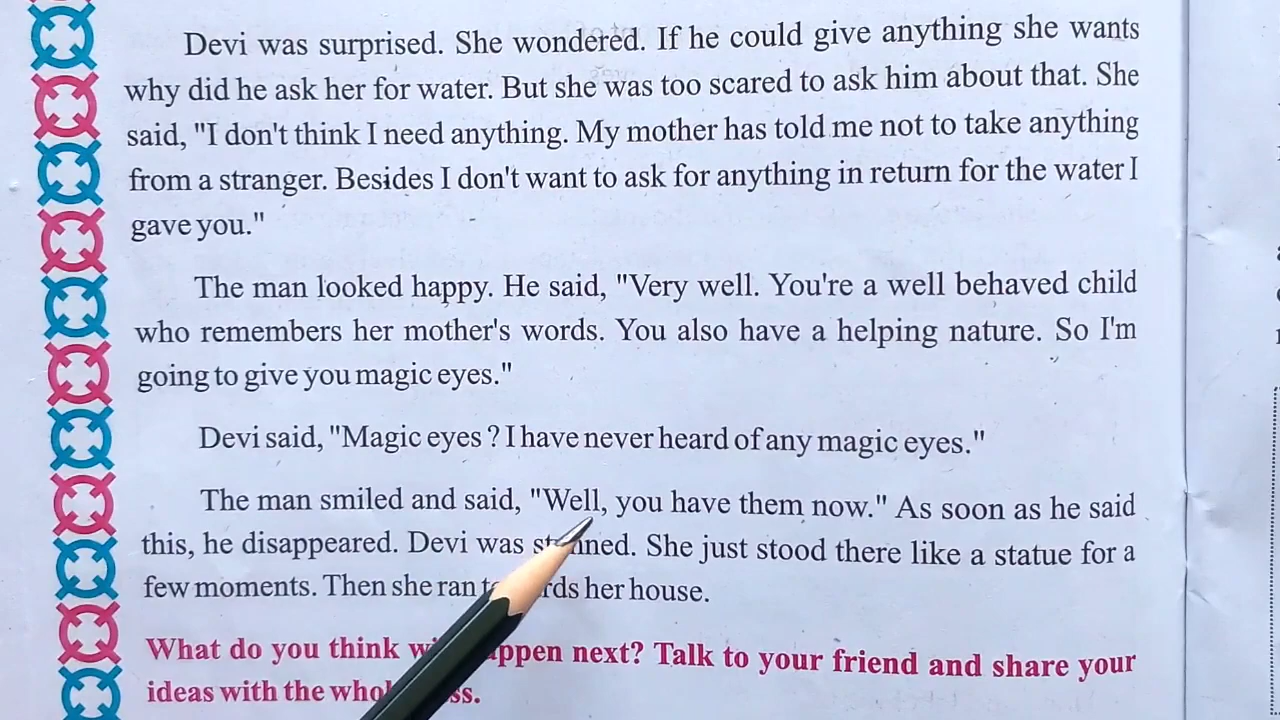 Devi was surprised. She wondered. If he could give anything she wants
why did he ask her for water. But she was too scared to ask him about that. She
said, "I don't think I need anything. My mother has told me not to take anything
from a stranger. Besides I don't want to ask for anything in return for the water I
gave you."
The man looked happy. He said, "Very well. You're a well behaved child
who remembers her mother's words. You also have a helping nature. So I'm
going to give you magic eyes."
Devi said, "Magic eyes ? I have never heard of any magic eyes."
The man smiled and said, "Well, you have them now." As soon as he said
this, he disappeared. Devi was stunned. She just stood there like a statue for a
few moments. Then she ran towards her house.
What do you think will happen next? Talk to your friend and share your
ideas with the whole class.